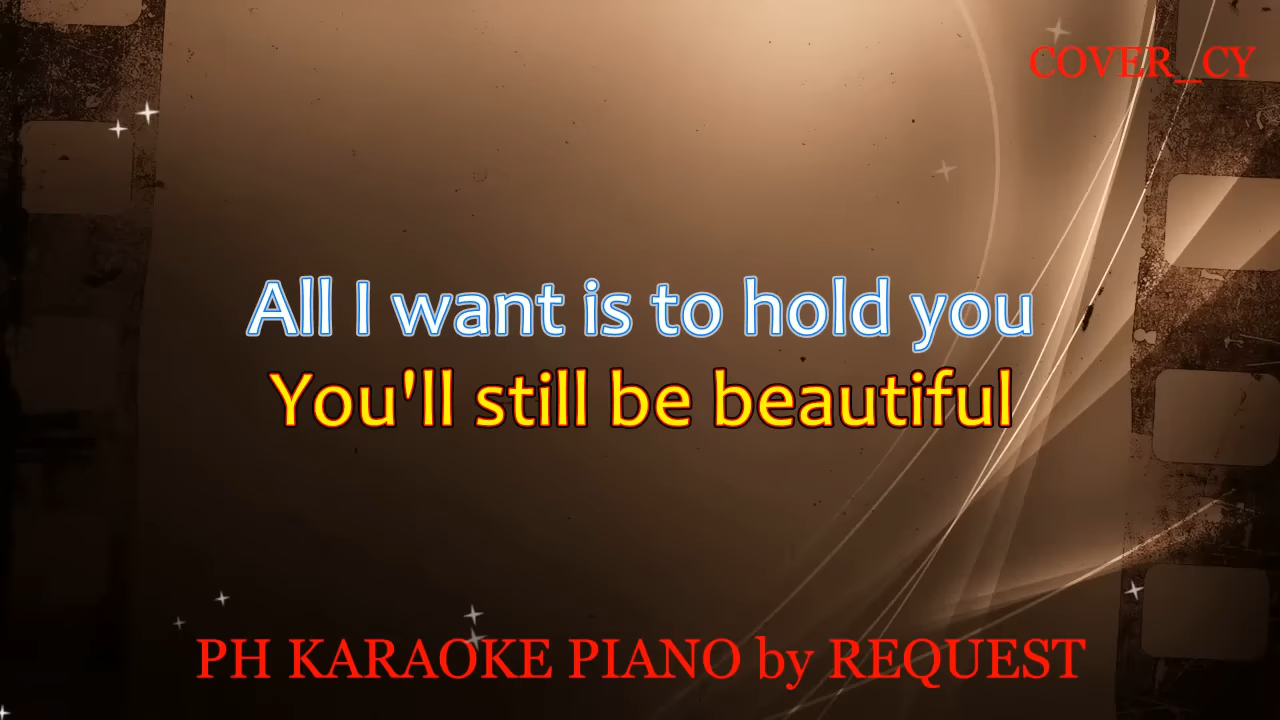 COVER_CY
All I want is to hold you
You'll still be beautiful
PH KARAOKE PIANO by REQUEST